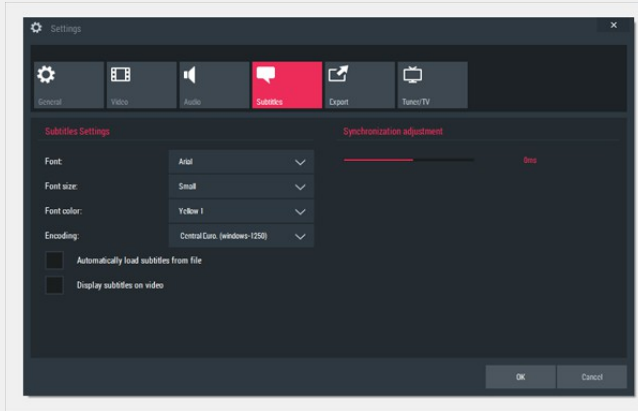 Settings
General
Video
Audio
Subtitles
Export
Tuner/TV
Subtitles Settings
Synchronization adjustment
Font:
Arial
0ms
Font size:
Small
Font color:
Yellow 1
Encoding:
Central Euro. (windows-1250)
Automatically load subtitles from file
Display subtitles on video
OK
Cancel